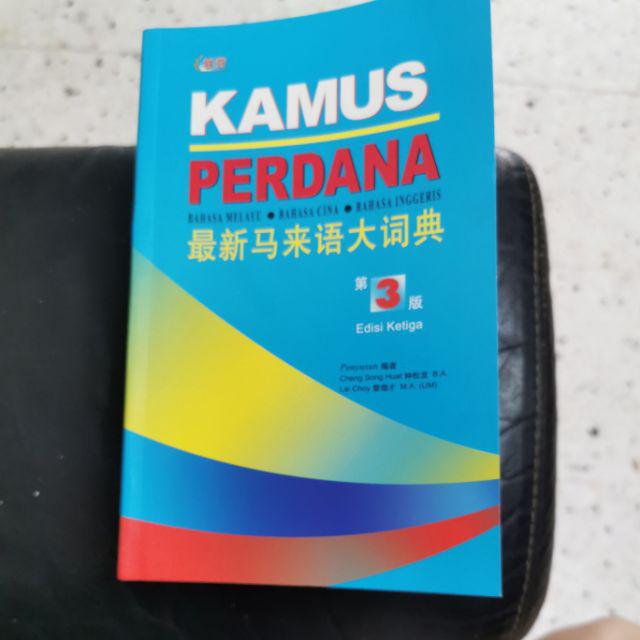 KAMUS
PERDANA
BAHASA MELAYU ● BAHASA CINA ● BAHASA INGGERIS
最新马来语大词典
第 3 版
Edisi Ketiga
Penyusun 编者
Cheng Song Huat 钟松发 B.A.
Lai Choy 黎煜才 M.A. (UM)